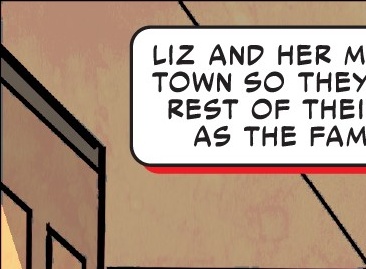 LIZ AND HER M
TOWN SO THEY
REST OF THEI
AS THE FAM